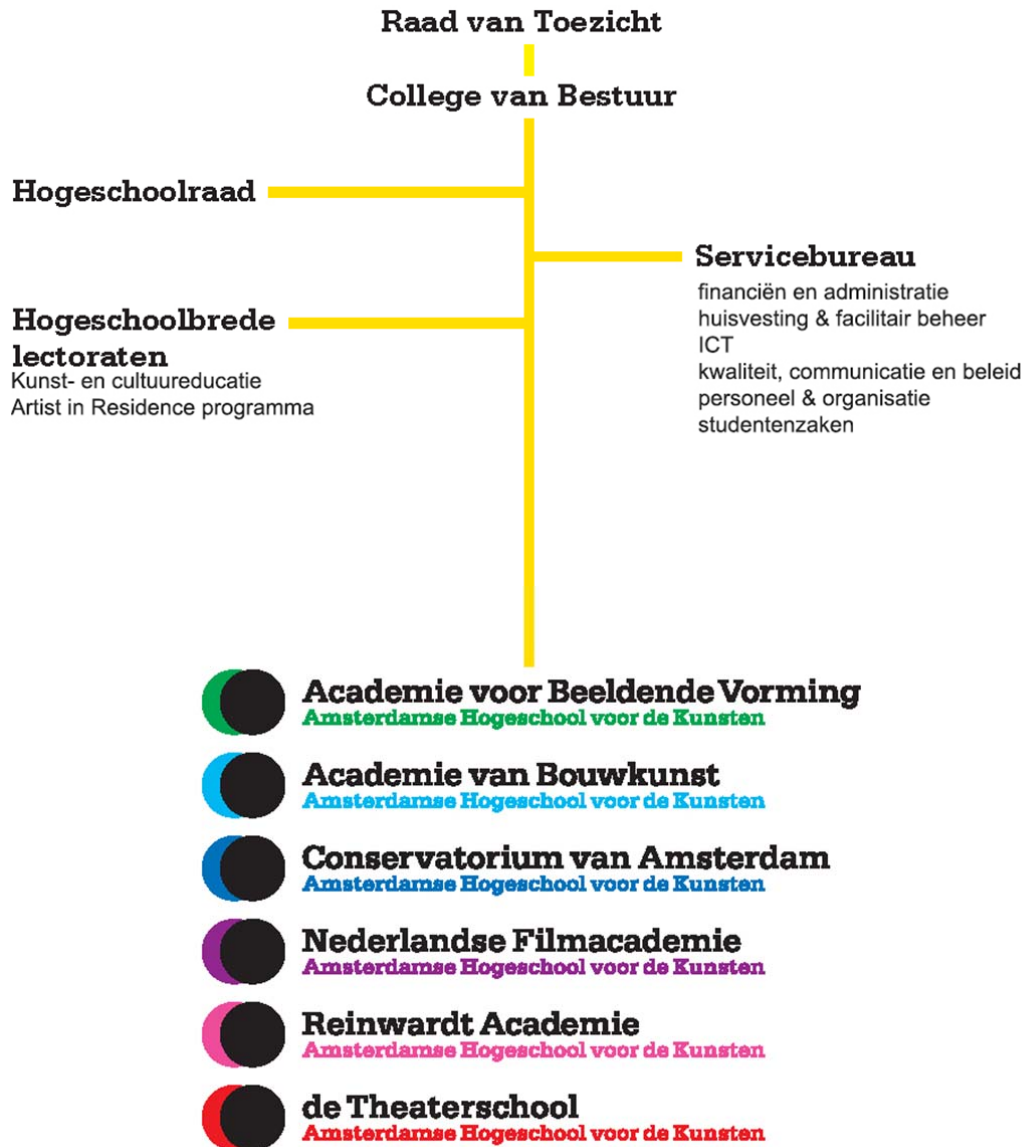 Raad van Toezicht
College van Bestuur
Hogeschoolraad
Servicebureau
financiën en administratie
huisvesting & facilitair beheer
ICT
kwaliteit, communicatie en beleid
personeel & organisatie
studentenzaken
Hogeschoolbrede
lectoraten
Kunst- en cultuureducatie
Artist in Residence programma
Academie voor Beeldende Vorming
Amsterdamse Hogeschool voor de Kunsten
Academie van Bouwkunst
Amsterdamse Hogeschool voor de Kunsten
Conservatorium van Amsterdam
Amsterdamse Hogeschool voor de Kunsten
Nederlandse Filmacademie
Amsterdamse Hogeschool voor de Kunsten
Reinwardt Academie
Amsterdamse Hogeschool voor de Kunsten
de Theaterschool
Amsterdamse Hogeschool voor de Kunsten